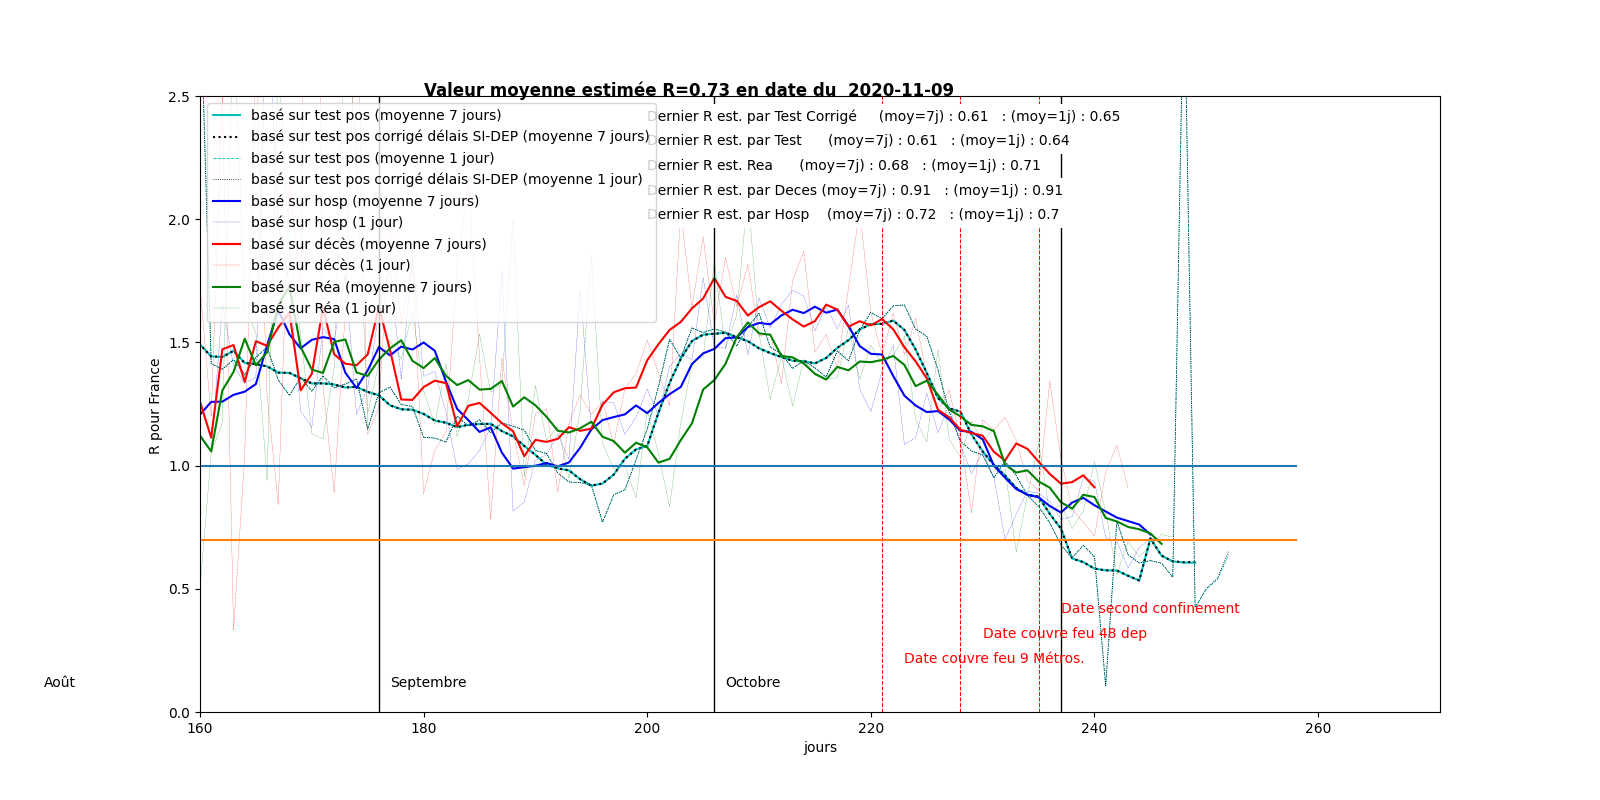 Valeur moyenne estimée R=0.73 en date du  2020-11-09
basé sur test pos (moyenne 7 jours)
basé sur test pos corrigé délais SI-DEP (moyenne 7 jours)
basé sur test pos (moyenne 1 jour)
basé sur test pos corrigé délais SI-DEP (moyenne 1 jour)
basé sur hosp (moyenne 7 jours)
basé sur hosp (1 jour)
basé sur décès (moyenne 7 jours)
basé sur décès (1 jour)
basé sur Réa (moyenne 7 jours)
basé sur Réa (1 jour)
Dernier R est. par Test Corrigé (moy=7j) : 0.61 : (moy=1j) : 0.65
Dernier R est. par Test (moy=7j) : 0.61 : (moy=1j) : 0.64
Dernier R est. Rea (moy=7j) : 0.68 : (moy=1j) : 0.71
Dernier R est. par Deces (moy=7j) : 0.91 : (moy=1j) : 0.91
Dernier R est. par Hosp (moy=7j) : 0.72 : (moy=1j) : 0.7
R pour France
2.5
2.0
1.5
1.0
0.5
0.0
Date second confinement
Date couvre feu 48 dep
Date couvre feu 9 Métros.
Août
Septembre
Octobre
160 180 200 220 240 260
jours